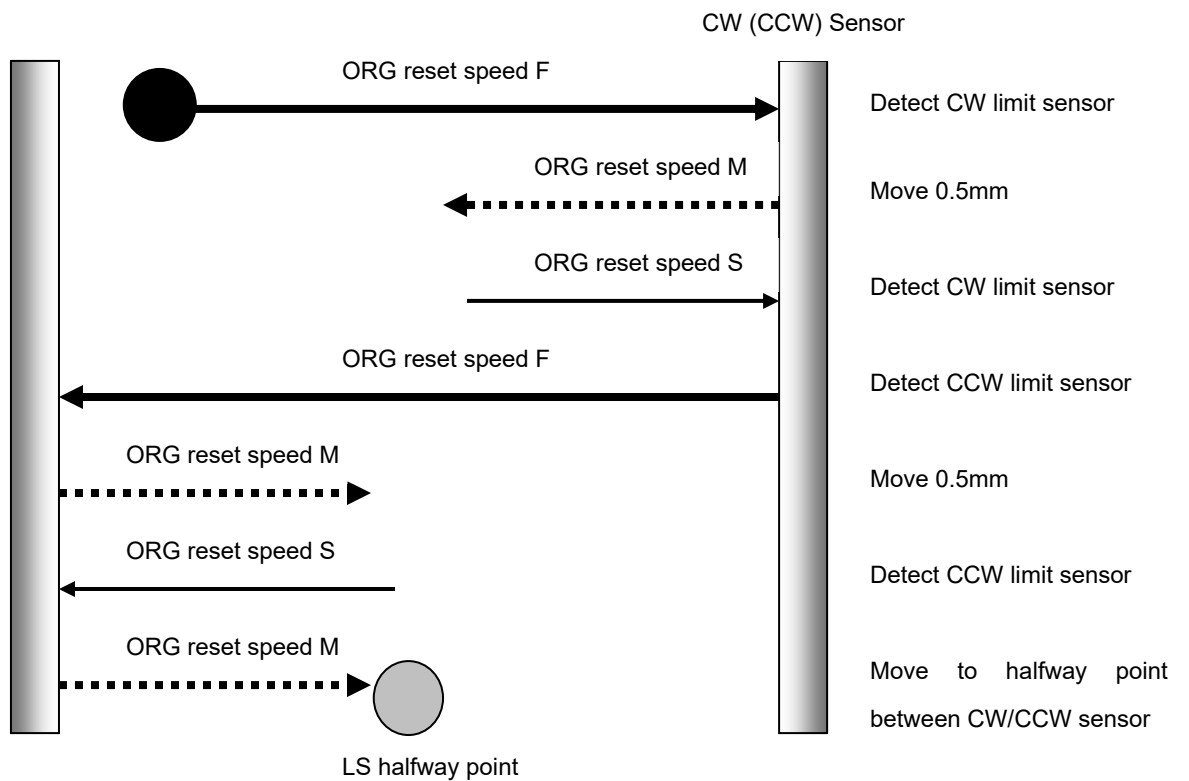 CW (CCW) Sensor
ORG reset speed F
Detect CW limit sensor
ORG reset speed M
Move 0.5mm
ORG reset speed S
Detect CW limit sensor
ORG reset speed F
Detect CCW limit sensor
ORG reset speed M
Move 0.5mm
ORG reset speed S
Detect CCW limit sensor
ORG reset speed M
Move to halfway point
between CW/CCW sensor
LS halfway point